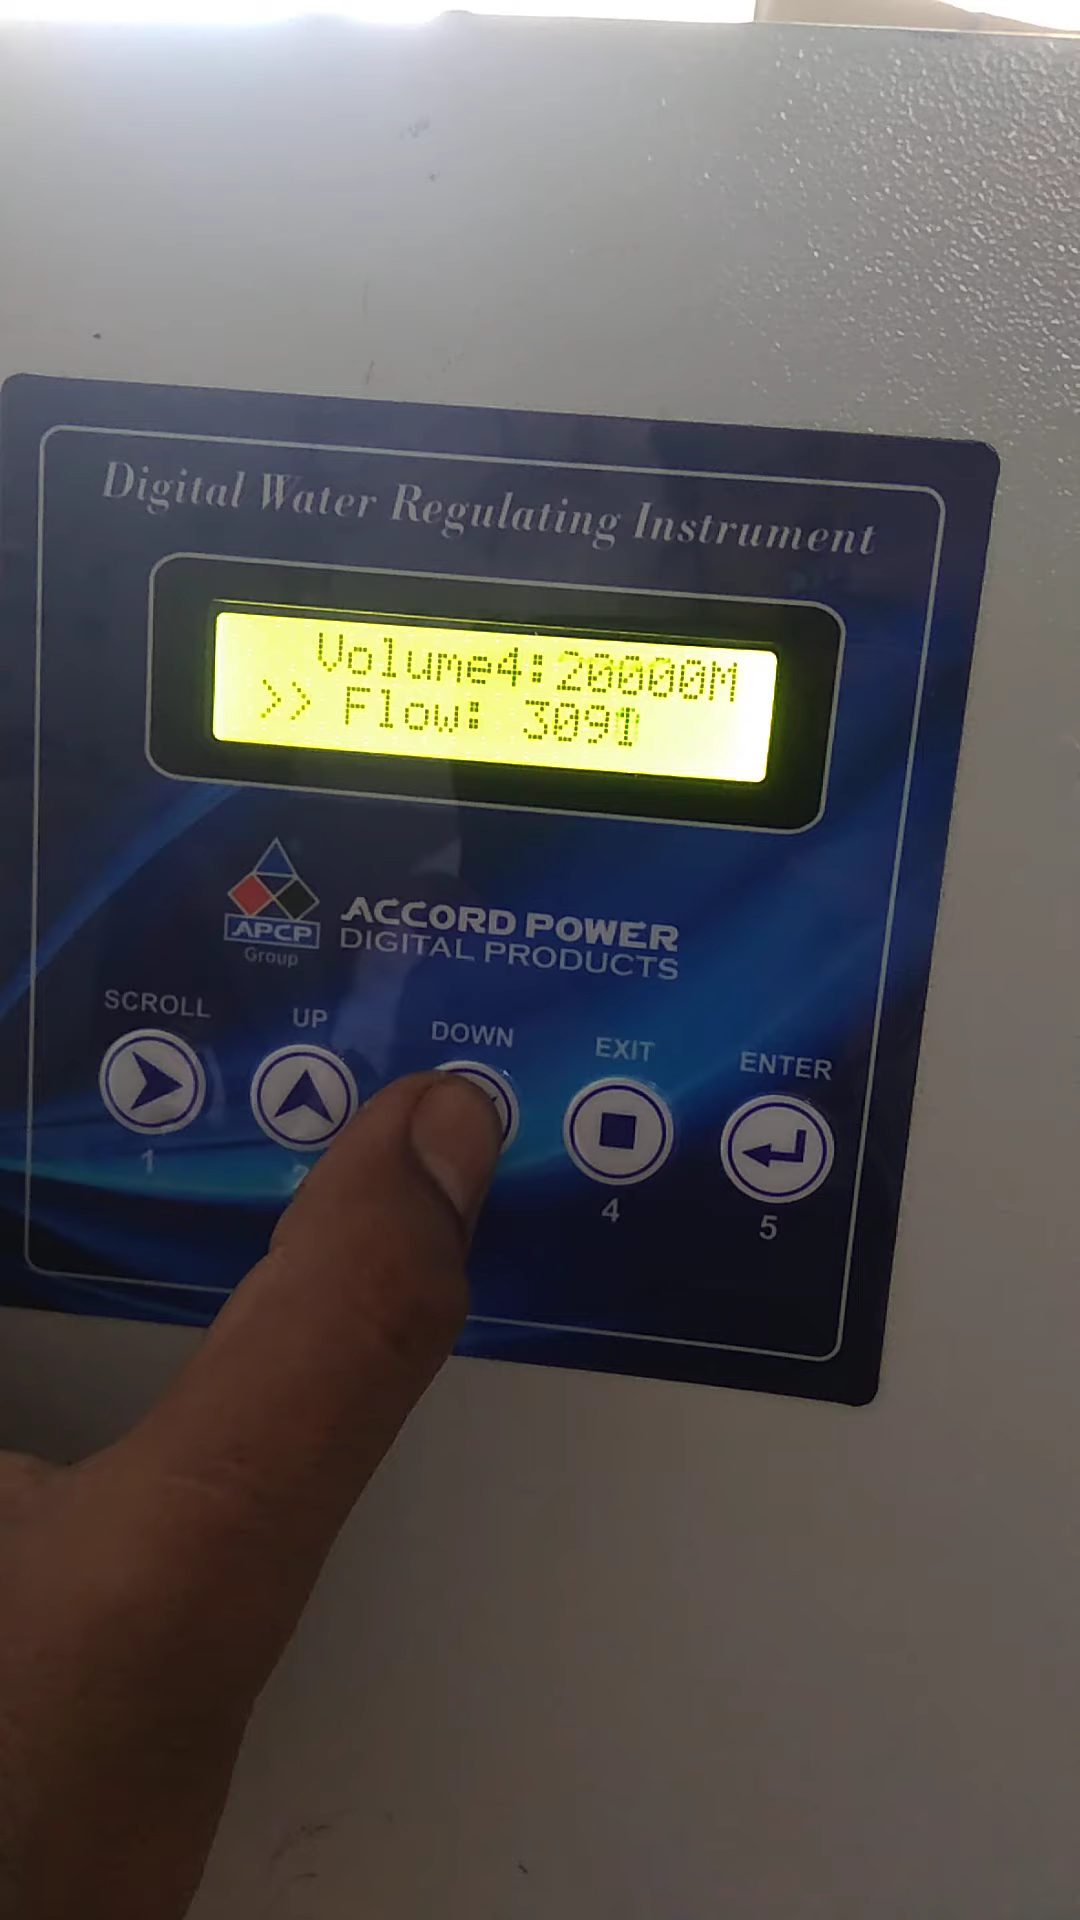 Digital Water Regulating Instrument
Volume4:20000M
>> Flow: 3091
APCP
Group
ACCORD POWER
DIGITAL PRODUCTS
SCROLL
UP
DOWN
EXIT
ENTER
1
2
4
5